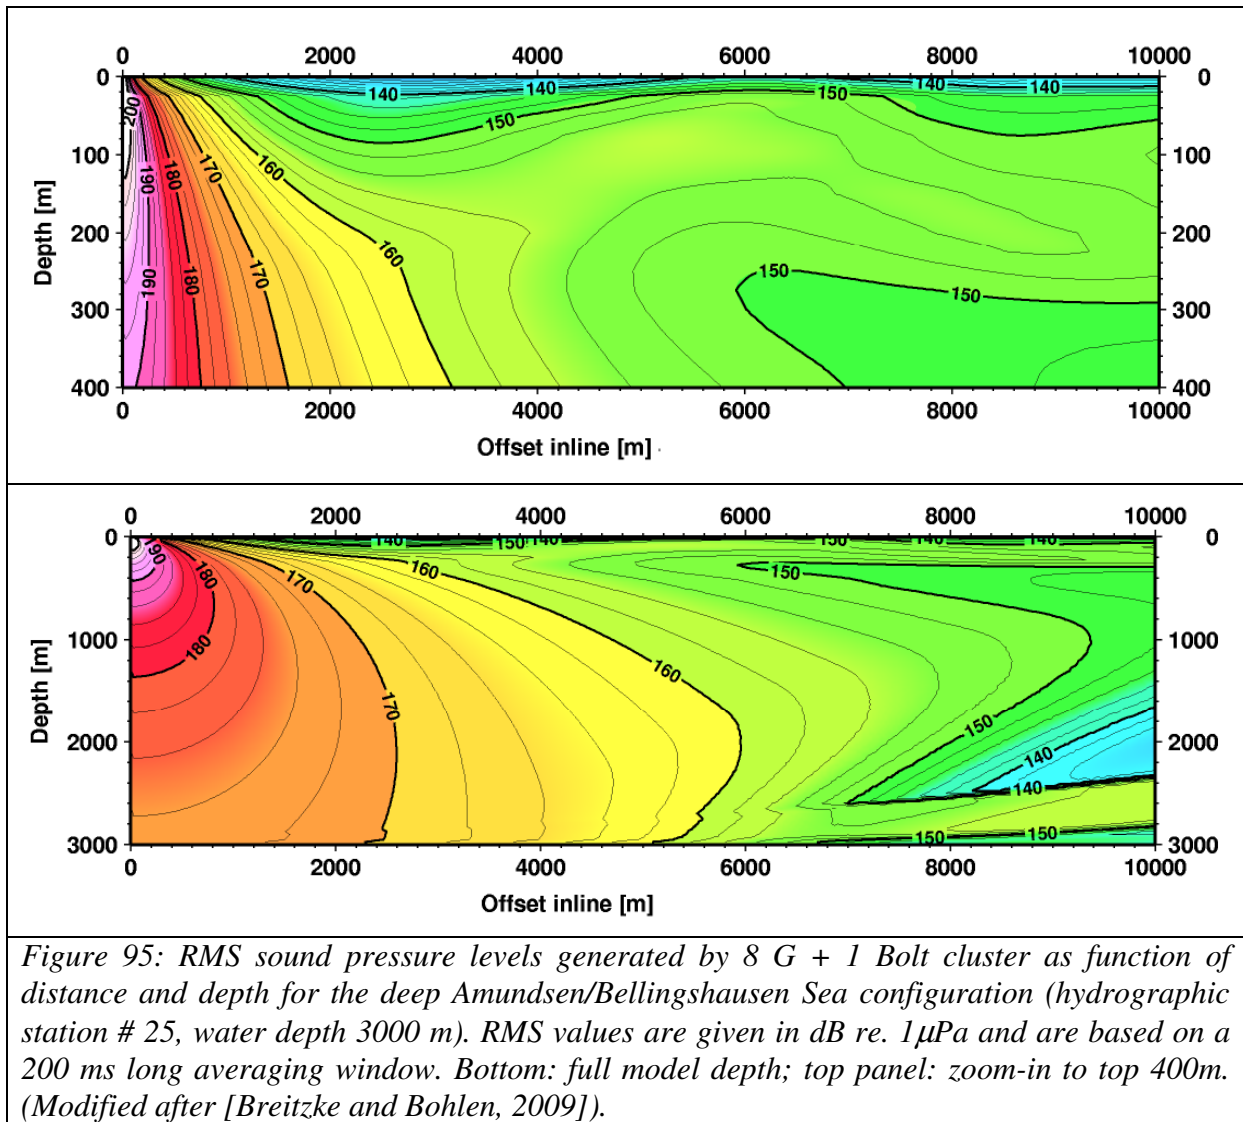 0 2000 4000 6000 8000 10000
0 140 140 150 140 140 0
200 150
100 190 180 170 160 100
Depth [m]
200 160 200
190 180 170 150 150
300 300
400 400
0 2000 4000 6000 8000 10000
Offset inline [m]
0 2000 4000 6000 8000 10000
0 140 150 140 150 140 140 0
190 180 170 160 150
1000 180 160 1000
Depth [m]
170 150
2000 140 2000
140
150 150
3000 3000
0 2000 4000 6000 8000 10000
Offset inline [m]
Figure 95: RMS sound pressure levels generated by 8 G + 1 Bolt cluster as function of
distance and depth for the deep Amundsen/Bellingshausen Sea configuration (hydrographic
station # 25, water depth 3000 m). RMS values are given in dB re. 1μPa and are based on a
200 ms long averaging window. Bottom: full model depth; top panel: zoom-in to top 400m.
(Modified after [Breitzke and Bohlen, 2009]).